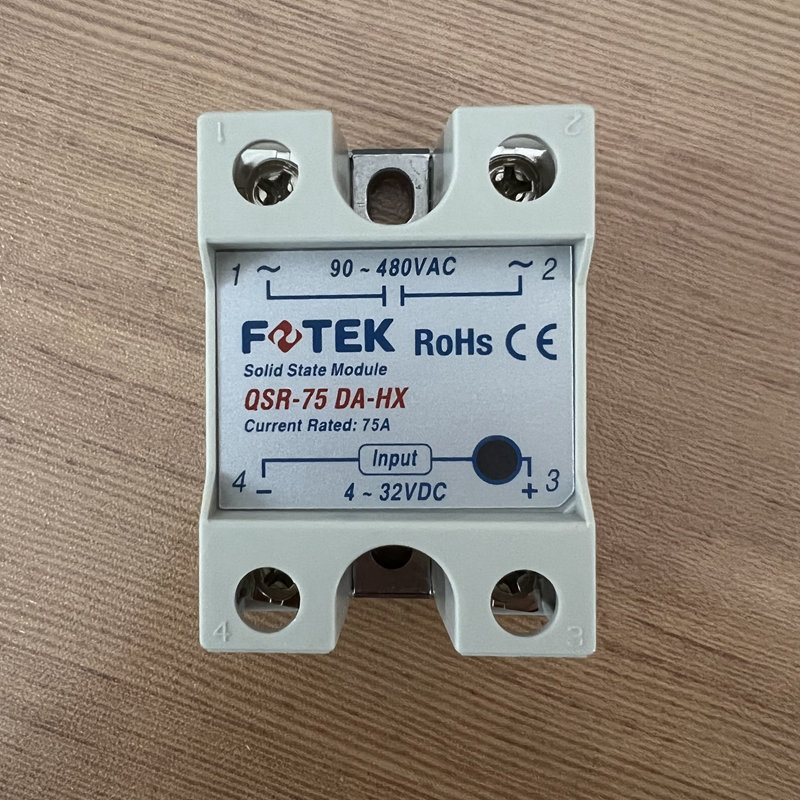 1 2
1 ~ 90 ~ 480VAC ~ 2
FOTEK RoHs CE
Solid State Module
QSR-75 DA-HX
Current Rated: 75A
4 Input 3
- 4 ~ 32VDC +
4 3